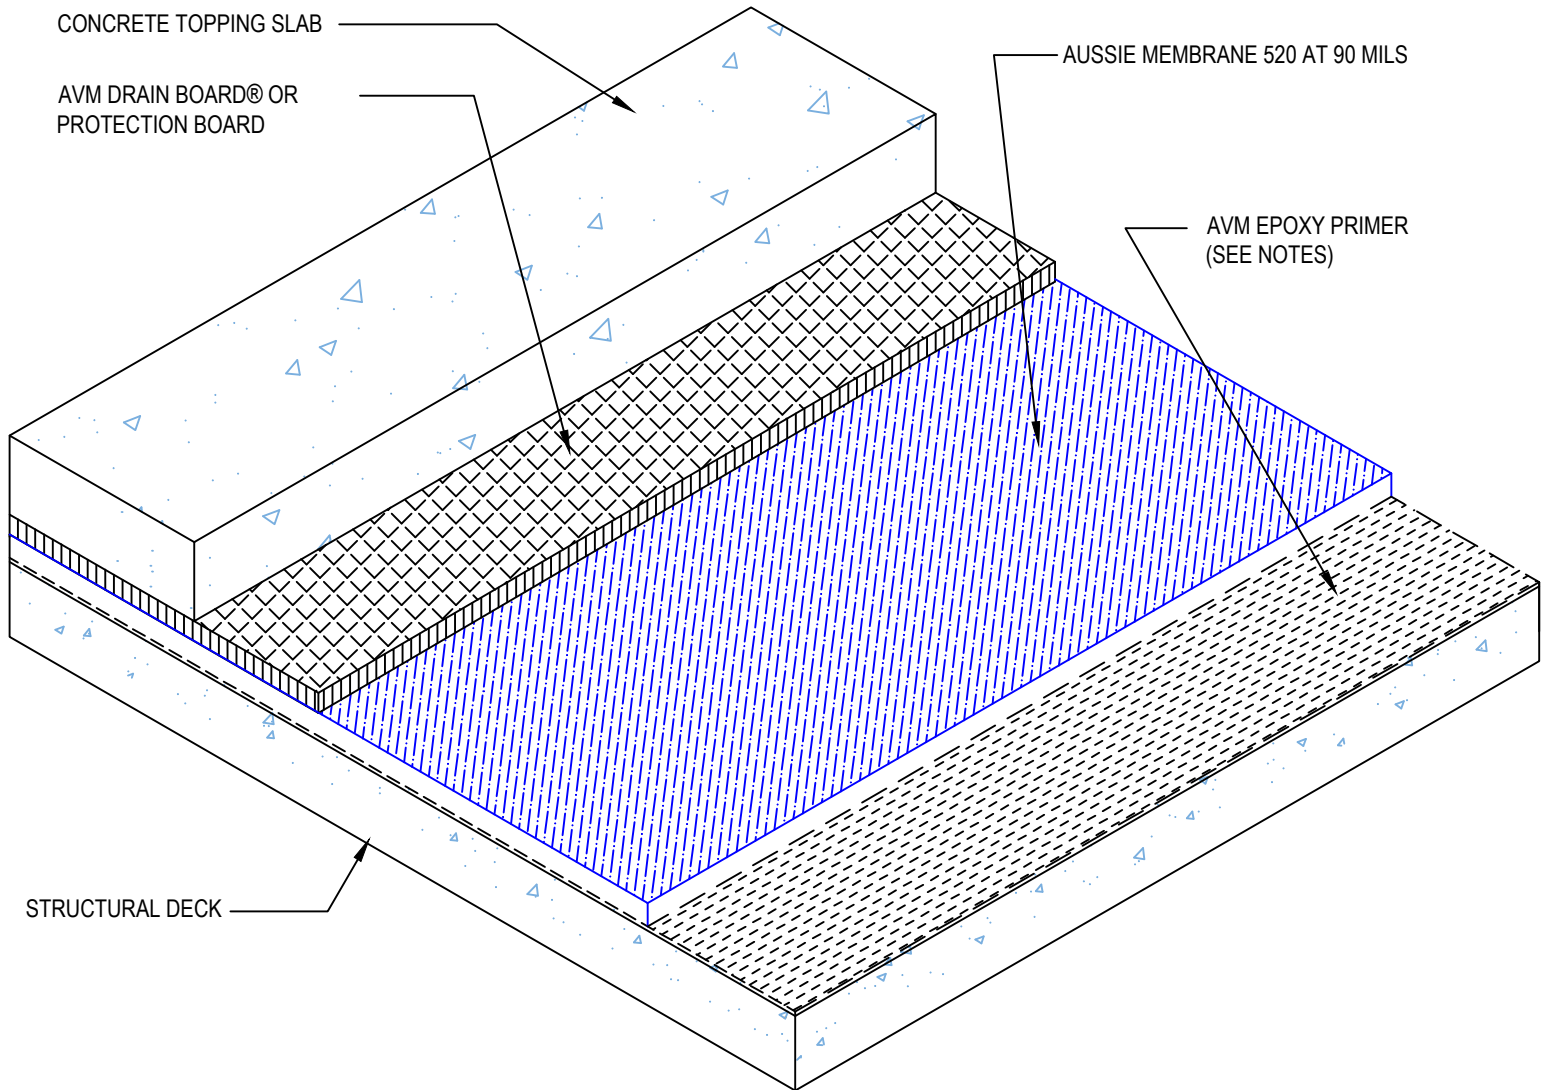 CONCRETE TOPPING SLAB
AVM DRAIN BOARD® OR
PROTECTION BOARD
AUSSIE MEMBRANE 520 AT 90 MILS
AVM EPOXY PRIMER
(SEE NOTES)
STRUCTURAL DECK